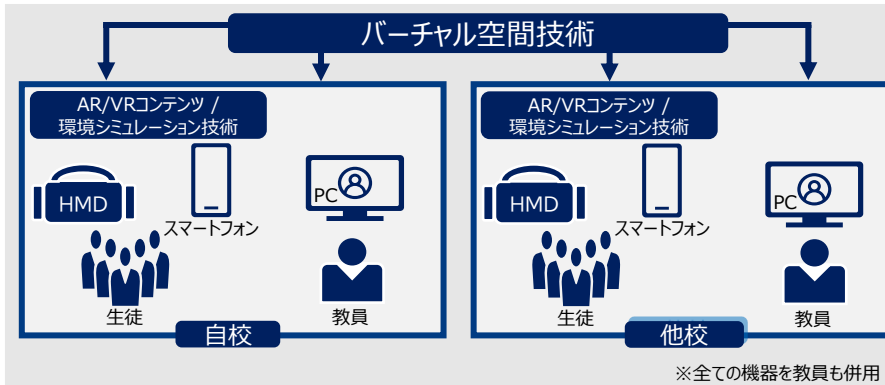 バーチャル空間技術
AR/VRコンテンツ /
環境シミュレーション技術
HMD
スマートフォン
PC
生徒
教員
自校
AR/VRコンテンツ /
環境シミュレーション技術
HMD
スマートフォン
PC
生徒
教員
他校
※全ての機器を教員も併用